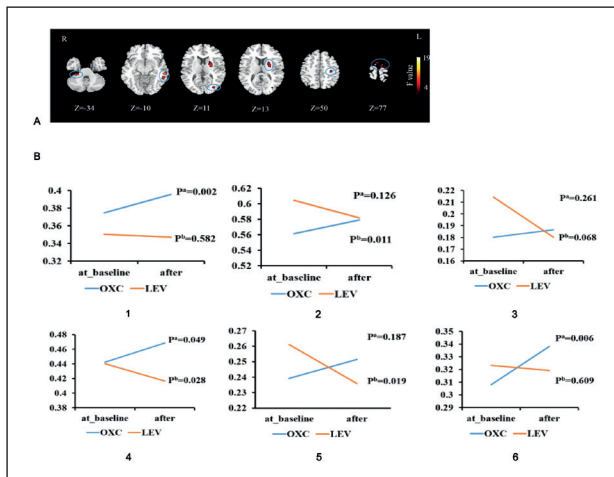 R
L
19
F value
4
Z=-34 Z=-10 Z=11 Z=13 Z=50 Z=77
A
B
0.4
0.38
0.36
0.34
0.32
Pᵃ=0.002
Pᵇ=0.582
at_baseline after
OXC LEV
1
0.62
0.6
0.58
0.56
0.54
0.52
Pᵃ=0.126
Pᵇ=0.011
at_baseline after
OXC LEV
2
0.22
0.21
0.2
0.19
0.18
0.17
0.16
Pᵃ=0.261
Pᵇ=0.068
at_baseline after
OXC LEV
3
0.48
0.46
0.44
0.42
0.4
0.38
Pᵃ=0.049
Pᵇ=0.028
at_baseline after
OXC LEV
4
0.27
0.26
0.25
0.24
0.23
0.22
Pᵃ=0.187
Pᵇ=0.019
at_baseline after
OXC LEV
5
0.35
0.34
0.33
0.32
0.31
0.3
0.29
Pᵃ=0.006
Pᵇ=0.609
at_baseline after
OXC LEV
6